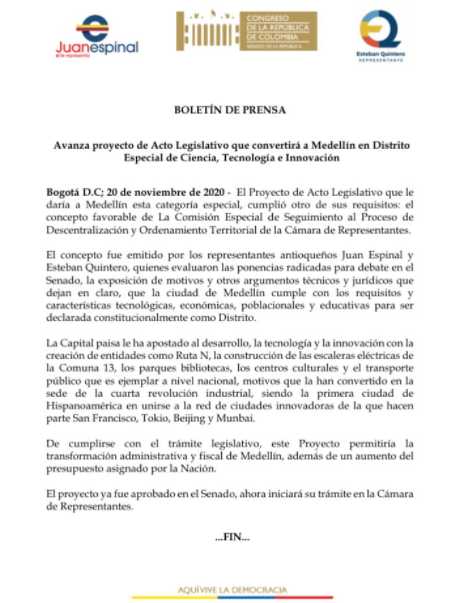 Juanespinal
CONGRESO
DE LA REPÚBLICA
DE COLOMBIA
SENADO DE LA REPÚBLICA
Esteban Quintero
REPRESENTANTE
BOLETÍN DE PRENSA
Avanza proyecto de Acto Legislativo que convertirá a Medellín en Distrito
Especial de Ciencia, Tecnología e Innovación
Bogotá D.C; 20 de noviembre de 2020 - El Proyecto de Acto Legislativo que le
daría a Medellín esta categoría especial, cumplió otro de sus requisitos: el
concepto favorable de La Comisión Especial de Seguimiento al Proceso de
Descentralización y Ordenamiento Territorial de la Cámara de Representantes.
El concepto fue emitido por los representantes antioqueños Juan Espinal y
Esteban Quintero, quienes evaluaron las ponencias radicadas para debate en el
Senado, la exposición de motivos y otros argumentos técnicos y jurídicos que
dejan en claro, que la ciudad de Medellín cumple con los requisitos y
características tecnológicas, económicas, poblacionales y educativas para ser
declarada constitucionalmente como Distrito.
La Capital paisa le ha apostado al desarrollo, la tecnología y la innovación con la
creación de entidades como Ruta N, la construcción de las escaleras eléctricas de
la Comuna 13, los parques bibliotecas, los centros culturales y el transporte
público que es ejemplar a nivel nacional, motivos que la han convertido en la
sede de la cuarta revolución industrial, siendo la primera ciudad de
Hispanoamérica en unirse a la red de ciudades innovadoras de la que hacen
parte San Francisco, Tokio, Beijing y Munbai.
De cumplirse con el trámite legislativo, este Proyecto permitiría la
transformación administrativa y fiscal de Medellín, además de un aumento del
presupuesto asignado por la Nación.
El proyecto ya fue aprobado en el Senado, ahora iniciará su trámite en la Cámara
de Representantes.
...FIN...
AQUÍVIVE LA DEMOCRACIA